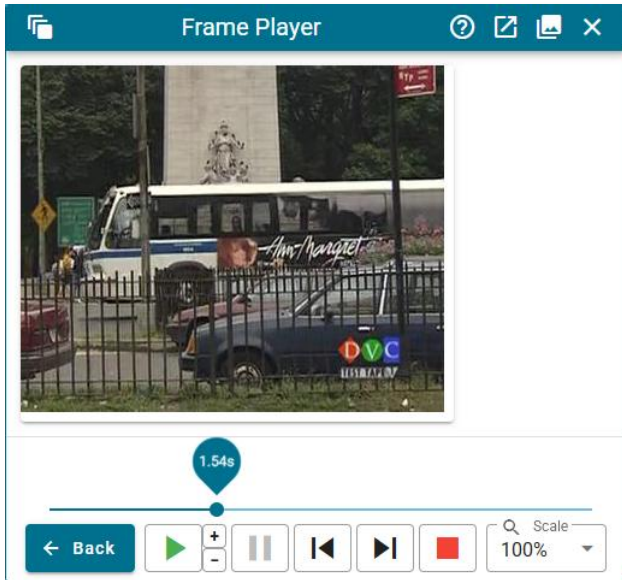 Frame Player
Ann-Margret
DVC
TEST TAPE
1.54s
+
Back
-
Scale
100%